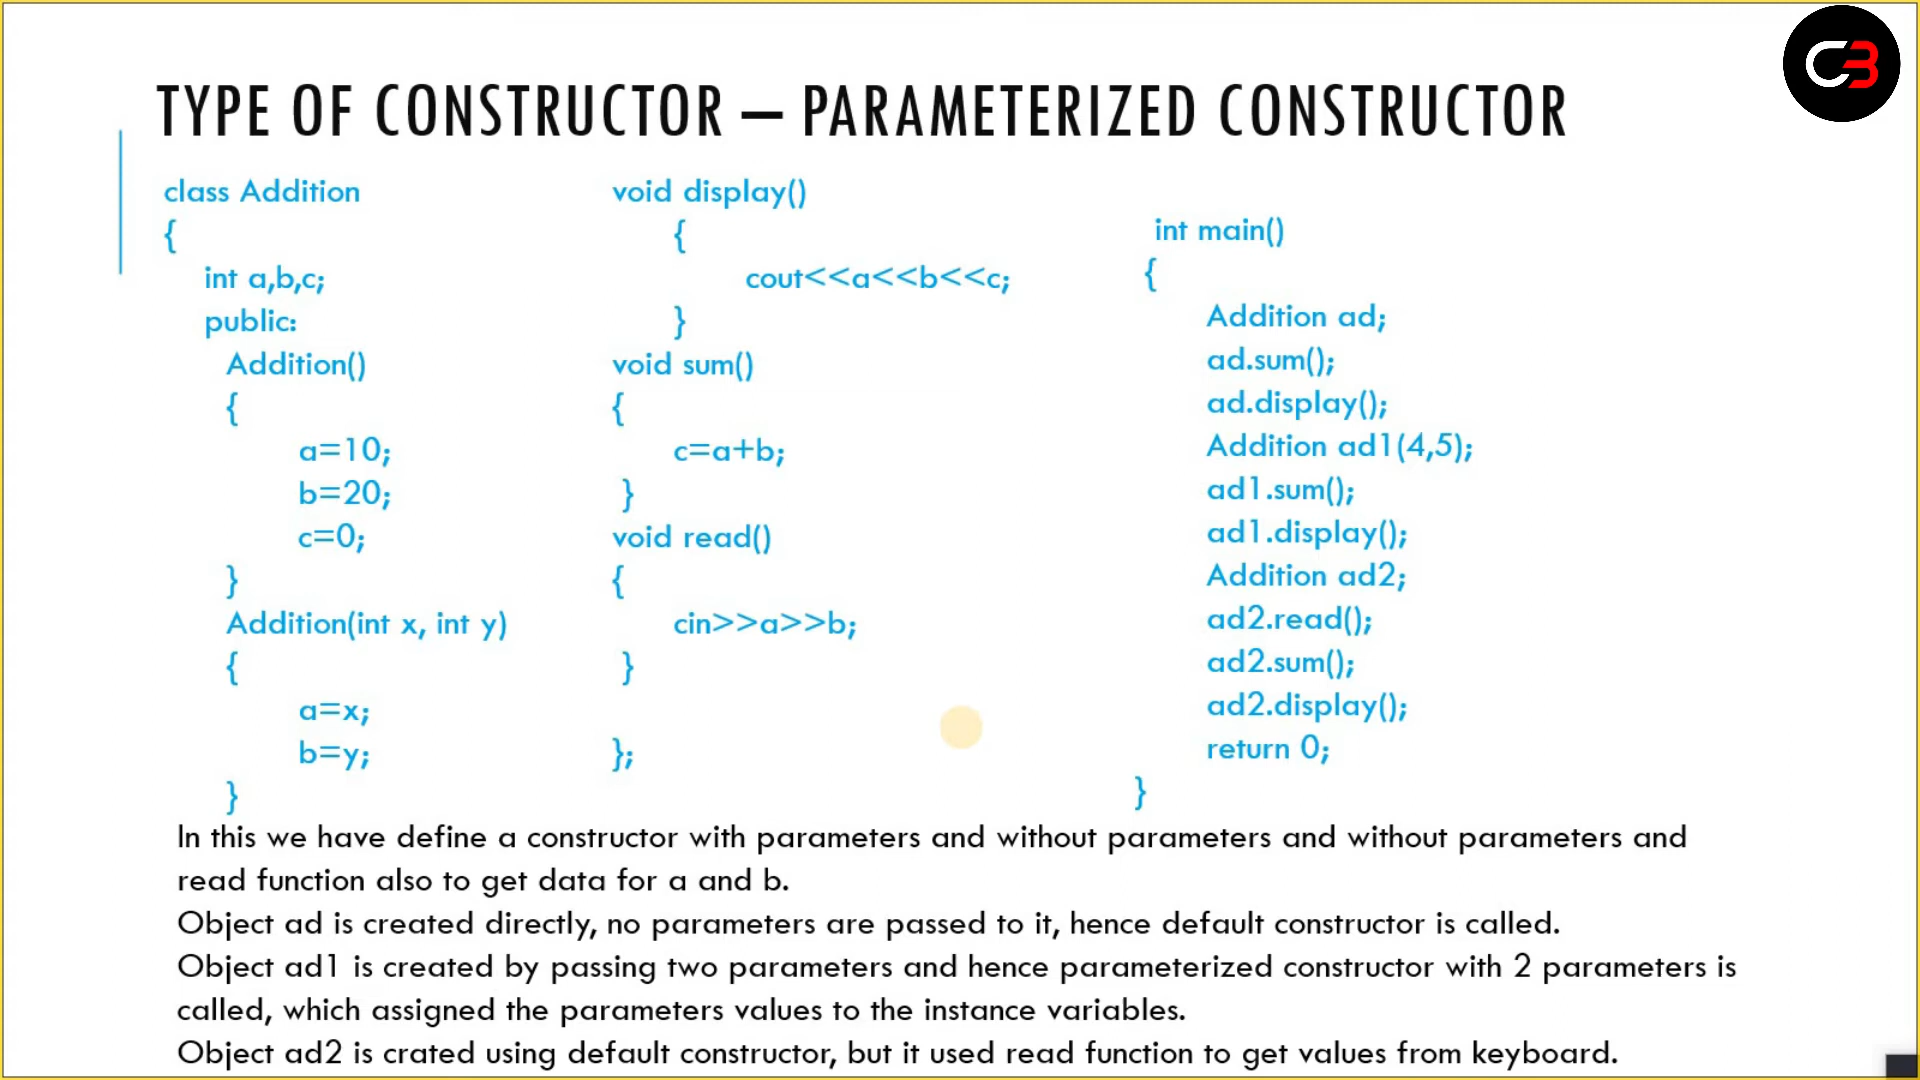 TYPE OF CONSTRUCTOR – PARAMETERIZED CONSTRUCTOR
CB
class Addition
{
int a,b,c;
public:
Addition()
{
a=10;
b=20;
c=0;
}
Addition(int x, int y)
{
a=x;
b=y;
}
void display()
{
cout<<a<<b<<c;
}
void sum()
{
c=a+b;
}
void read()
{
cin>>a>>b;
}
};
int main()
{
Addition ad;
ad.sum();
ad.display();
Addition ad1(4,5);
ad1.sum();
ad1.display();
Addition ad2;
ad2.read();
ad2.sum();
ad2.display();
return 0;
}
In this we have define a constructor with parameters and without parameters and without parameters and
read function also to get data for a and b.
Object ad is created directly, no parameters are passed to it, hence default constructor is called.
Object ad1 is created by passing two parameters and hence parameterized constructor with 2 parameters is
called, which assigned the parameters values to the instance variables.
Object ad2 is crated using default constructor, but it used read function to get values from keyboard.